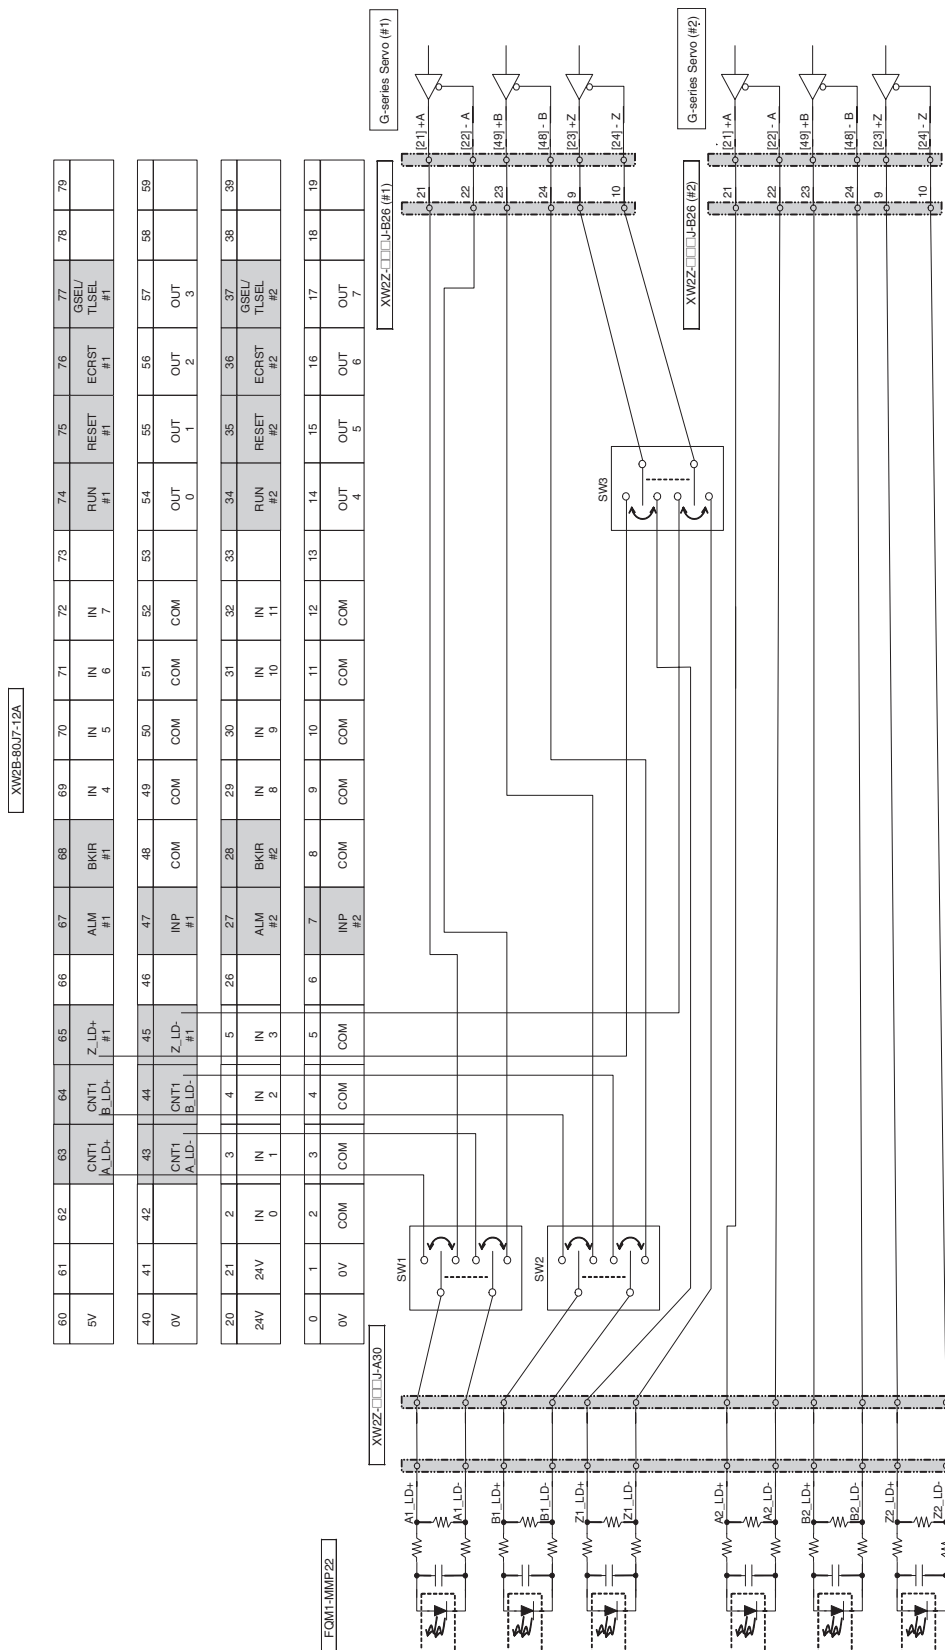 XW2B-80J7-12A
60 61 62 63 64 65 66 67 68 69 70 71 72 73 74 75 76 77 78 79
5V CNT1 A_LD+ CNT1 B_LD+ Z_LD+ #1 ALM #1 BKIR #1 IN 4 IN 5 IN 6 IN 7 RUN #1 RESET #1 ECRST #1 GSEL/ TLSEL #1
40 41 42 43 44 45 46 47 48 49 50 51 52 53 54 55 56 57 58 59
0V CNT1 A_LD- CNT1 B_LD- Z_LD- #1 INP #1 COM COM COM COM COM OUT 0 OUT 1 OUT 2 OUT 3
20 21 2 3 4 5 26 27 28 29 30 31 32 33 34 35 36 37 38 39
24V 24V IN 0 IN 1 IN 2 IN 3 ALM #2 BKIR #2 IN 8 IN 9 IN 10 IN 11 RUN #2 RESET #2 ECRST #2 GSEL/ TLSEL #2
0 1 2 3 4 5 6 7 8 9 10 11 12 13 14 15 16 17 18 19
0V 0V COM COM COM COM INP #2 COM COM COM COM COM OUT 4 OUT 5 OUT 6 OUT 7
FQM1-MMP22
XW2Z-□□□J-A30
XW2Z-□□□J-B26 (#1)
G-series Servo (#1)
A1_LD+
A1_LD-
B1_LD+
B1_LD-
Z1_LD+
Z1_LD-
SW1
SW2
SW3
21 [21] +A
22 [22] - A
23 [49] +B
24 [48] - B
9 [23] +Z
10 [24] - Z
XW2Z-□□□J-B26 (#2)
G-series Servo (#2)
A2_LD+
A2_LD-
B2_LD+
B2_LD-
Z2_LD+
Z2_LD-
21 [21] +A
22 [22] - A
23 [49] +B
24 [48] - B
9 [23] +Z
10 [24] - Z